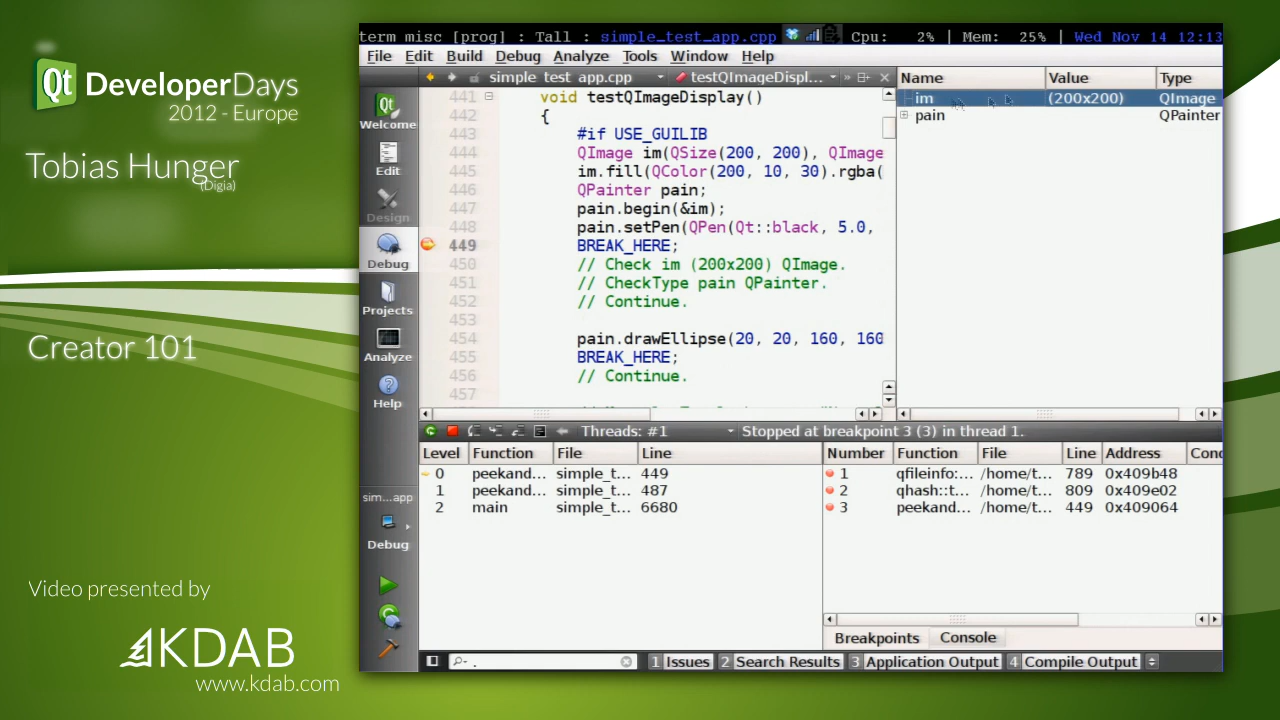 Qt DeveloperDays
2012 - Europe
Tobias Hunger
(Digia)
Creator 101
Video presented by
KDAB
www.kdab.com
term misc [prog] : Tall : simple_test_app.cpp Cpu: 2% | Mem: 25% | Wed Nov 14 12:13
File Edit Build Debug Analyze Tools Window Help
simple_test_app.cpp testQImageDispl... »
Qt
Welcome
Edit
Design
Debug
Projects
Analyze
Help
sim...app
Debug
441 void testQImageDisplay()
{
443 #if USE_GUILIB
444 QImage im(QSize(200, 200), QImage
445 im.fill(QColor(200, 10, 30).rgba(
446 QPainter pain;
447 pain.begin(&im);
448 pain.setPen(QPen(Qt::black, 5.0,
449 BREAK_HERE;
450 // Check im (200x200) QImage.
451 // CheckType pain QPainter.
452 // Continue.
453
454 pain.drawEllipse(20, 20, 160, 160
455 BREAK_HERE;
456 // Continue.
457
Name Value Type
im (200x200) QImage
pain QPainter
Threads: #1 Stopped at breakpoint 3 (3) in thread 1.
Level Function File Line
0 peekand... simple_t... 449
1 peekand... simple_t... 487
2 main simple_t... 6680
Number Function File Line Address Conc
1 qfileinfo:... /home/t... 789 0x409b48
2 qhash::t... /home/t... 809 0x409e02
3 peekand... /home/t... 449 0x409064
Breakpoints Console
. 1 Issues 2 Search Results 3 Application Output 4 Compile Output